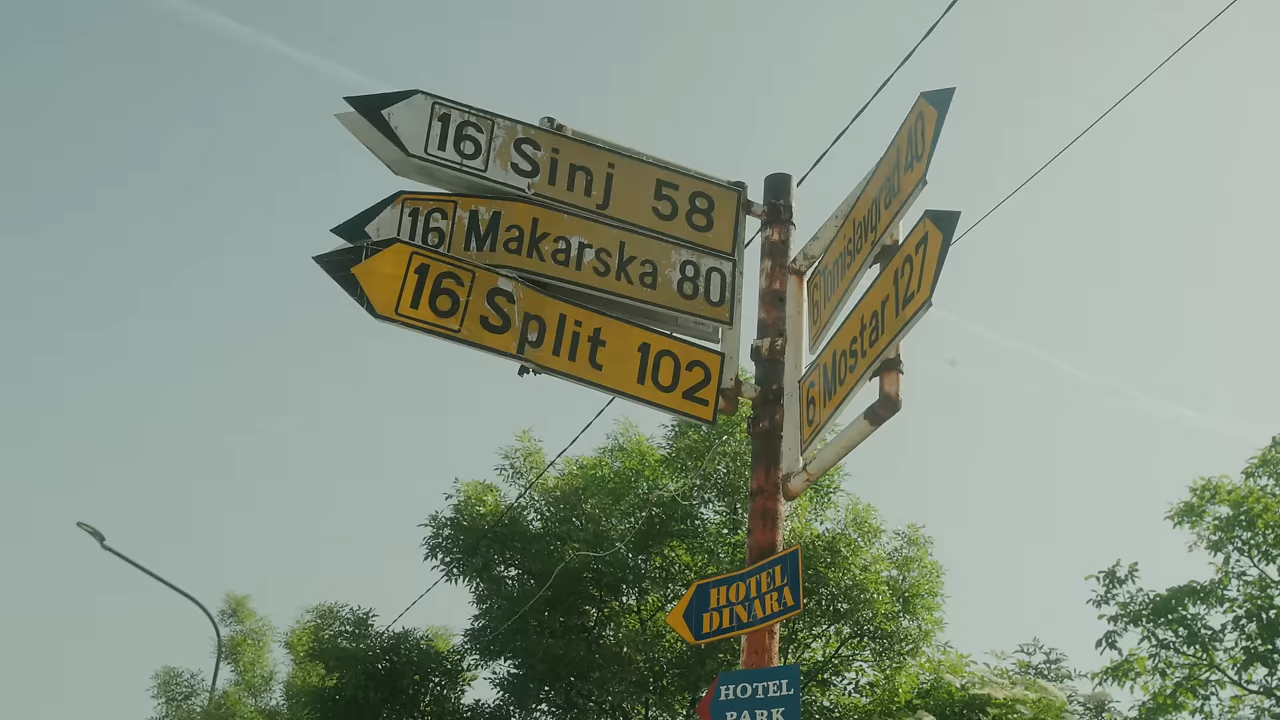 16 Sinj 58
16 Makarska 80
16 Split 102
6 Tomislavgrad 40
6 Mostar 127
HOTEL
DINARA
HOTEL
PARK